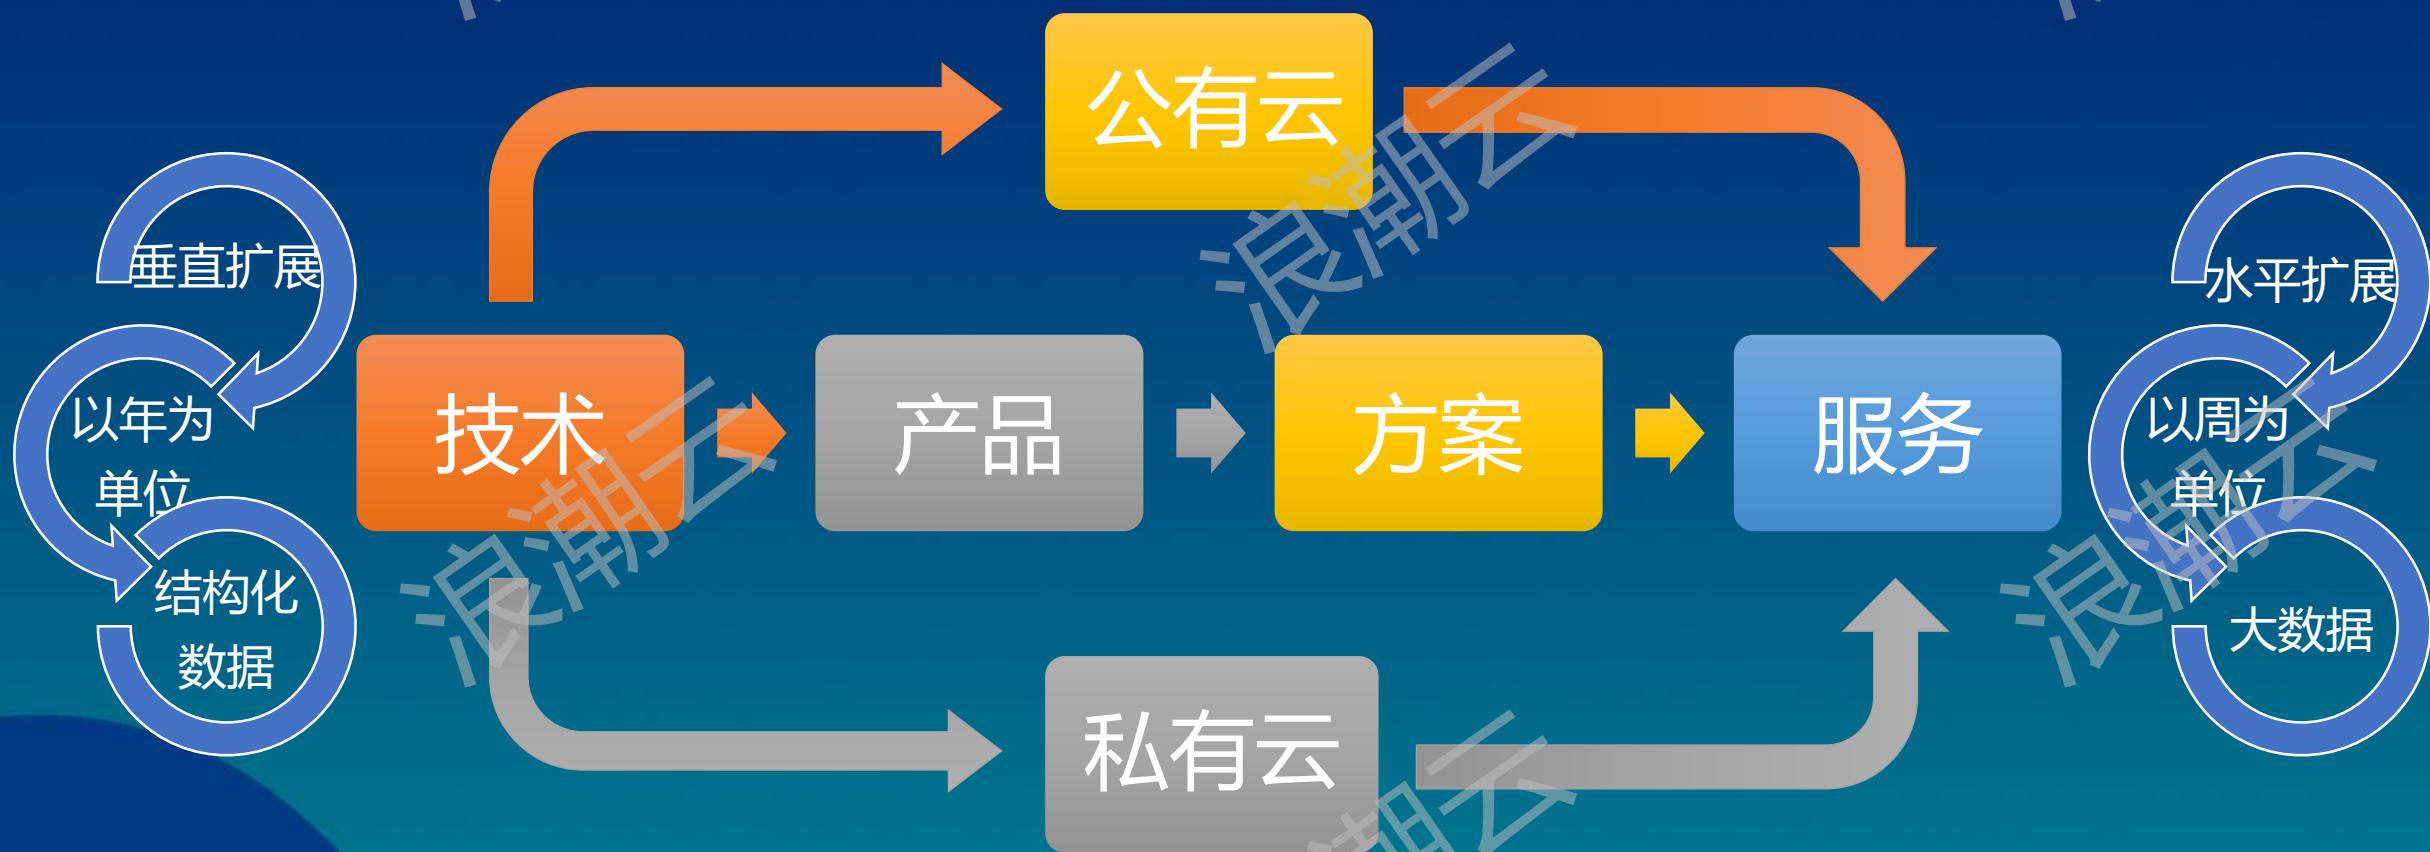 公有云
垂直扩展
以年为
单位
结构化
数据
技术
产品
方案
服务
私有云
水平扩展
以周为
单位
大数据
浪潮云
浪潮云
浪潮云
潮云